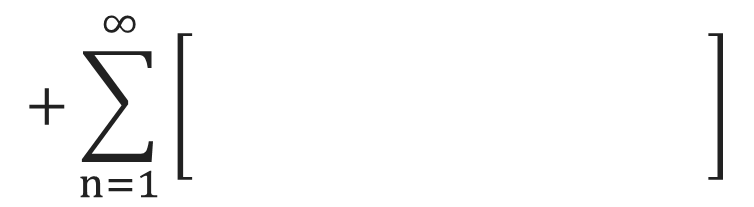 ∞
+ ∑ [ ]
n=1